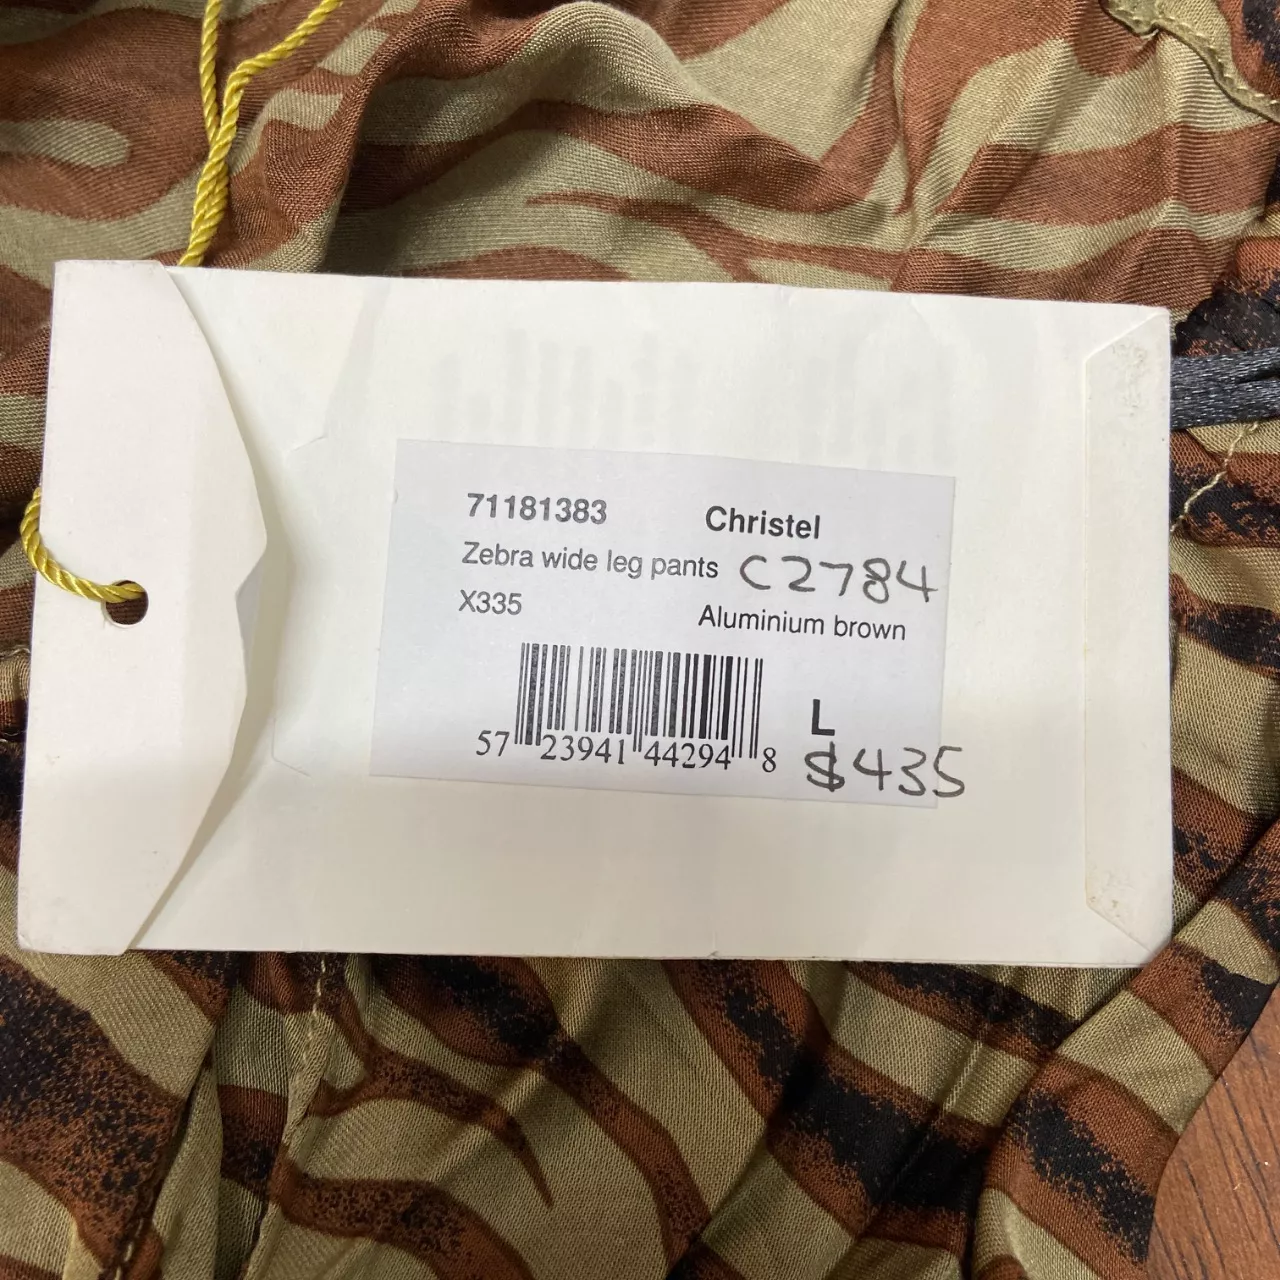 71181383 Christel
Zebra wide leg pants C2784
X335 Aluminium brown
L
57 23941 44294 8 $435